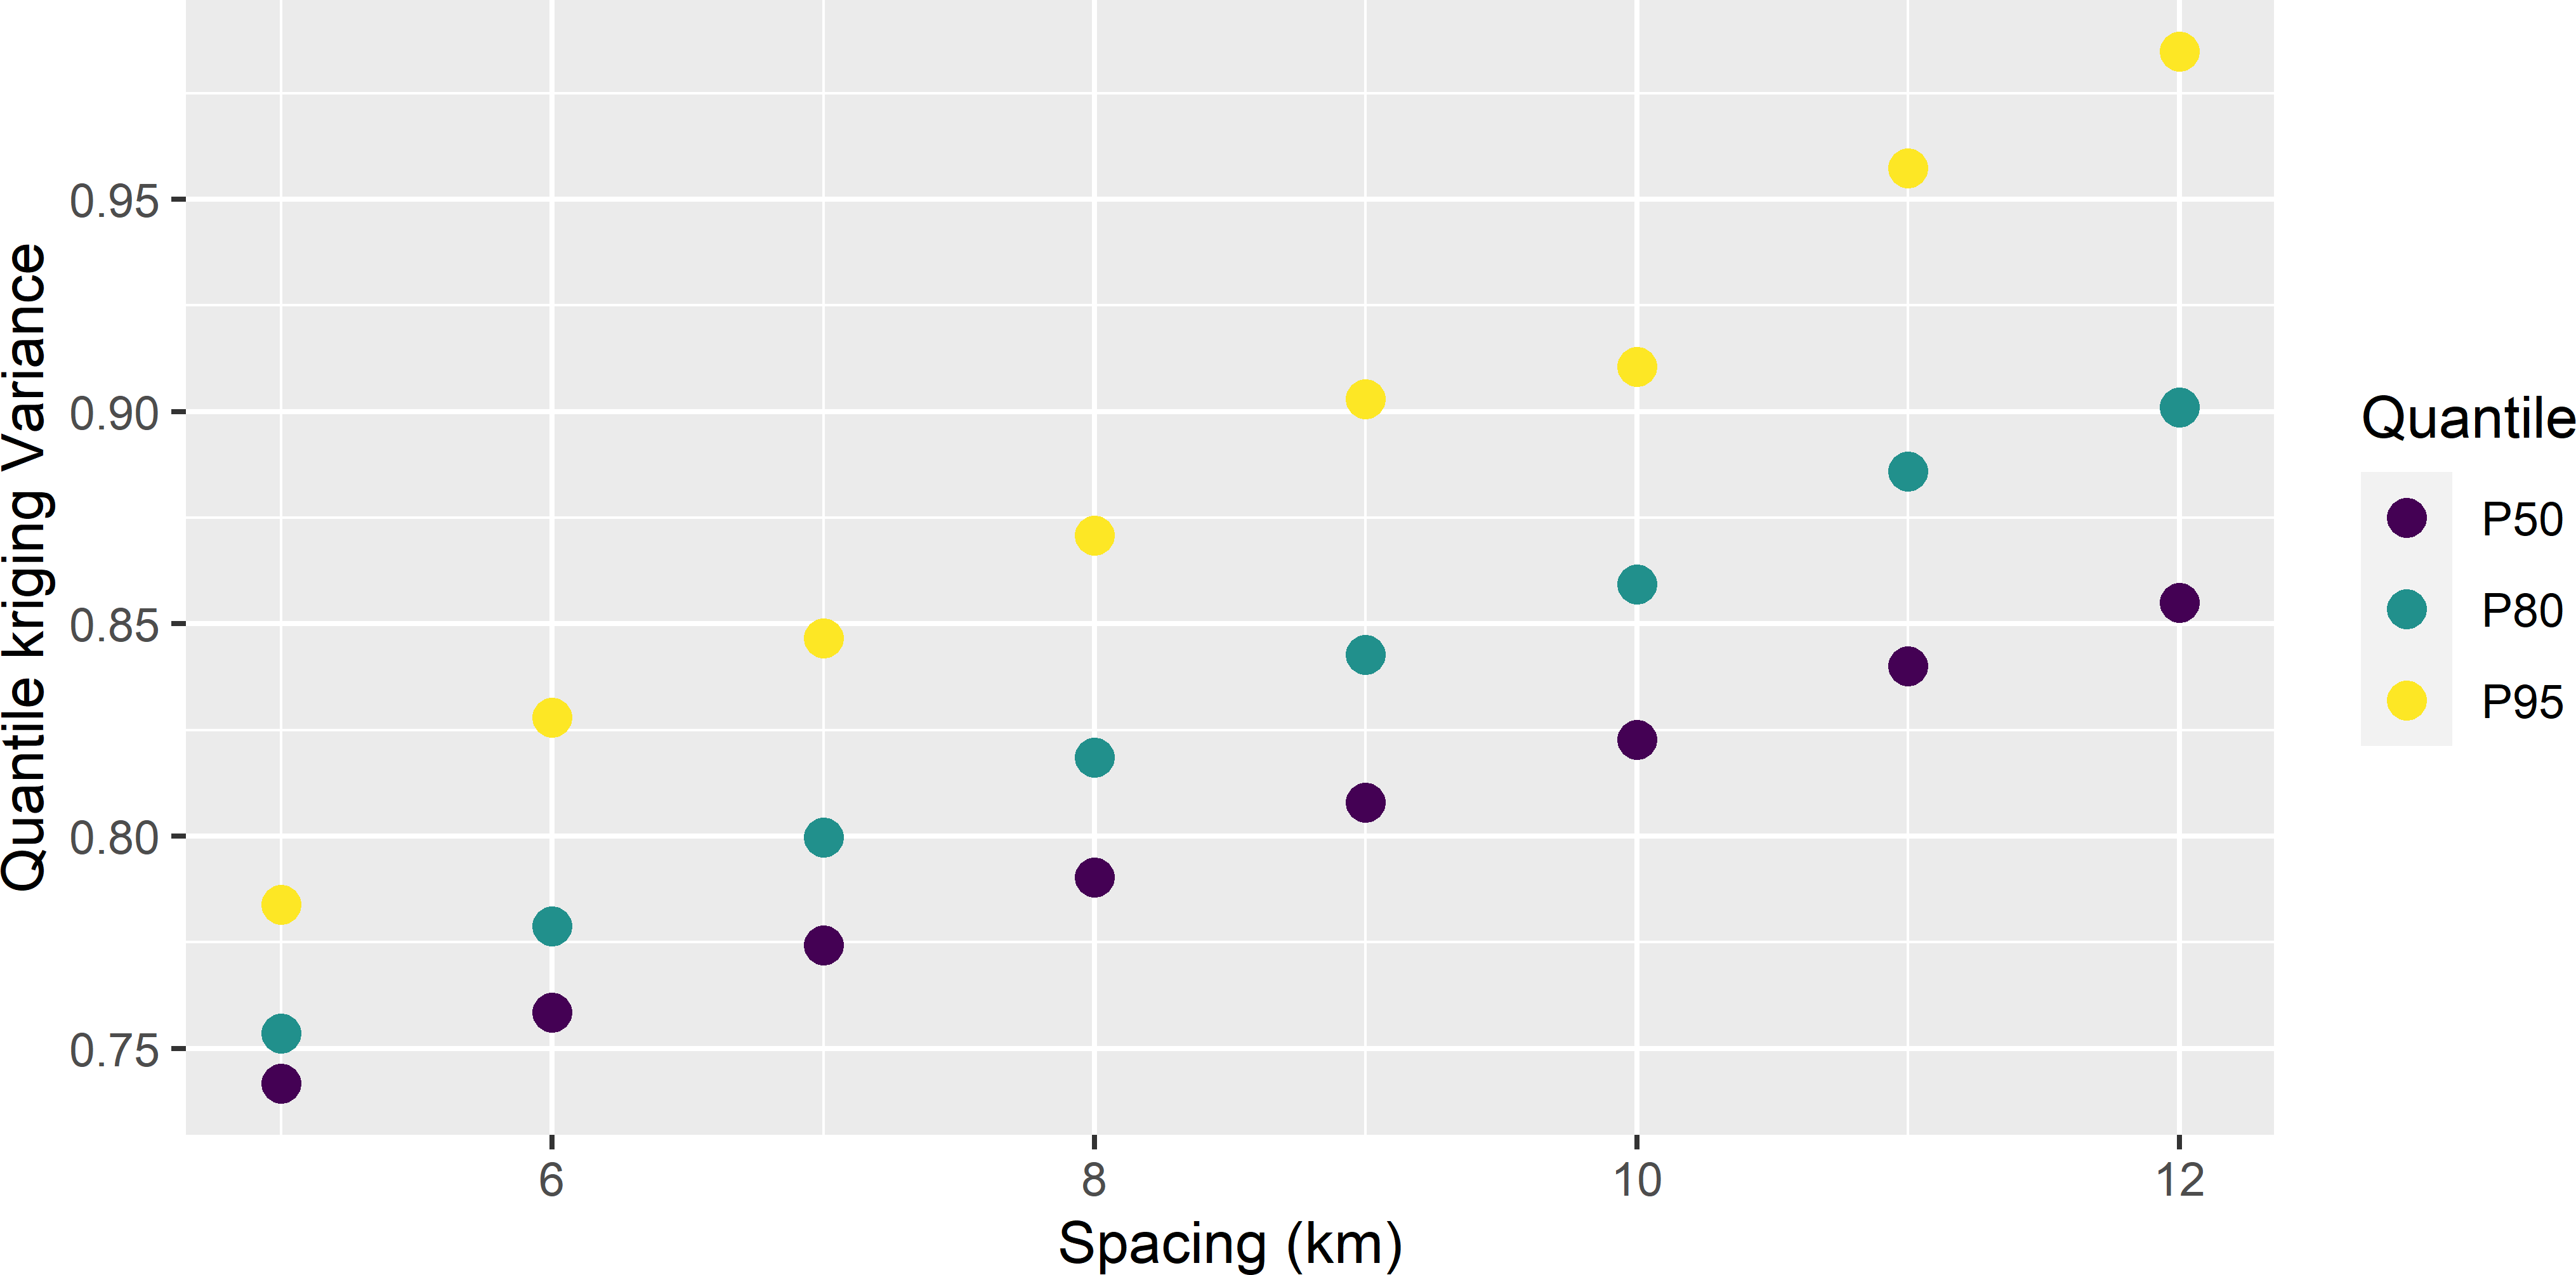 Quantile kriging Variance
0.95
0.90
0.85
0.80
0.75
6 8 10 12
Spacing (km)
Quantile
P50
P80
P95